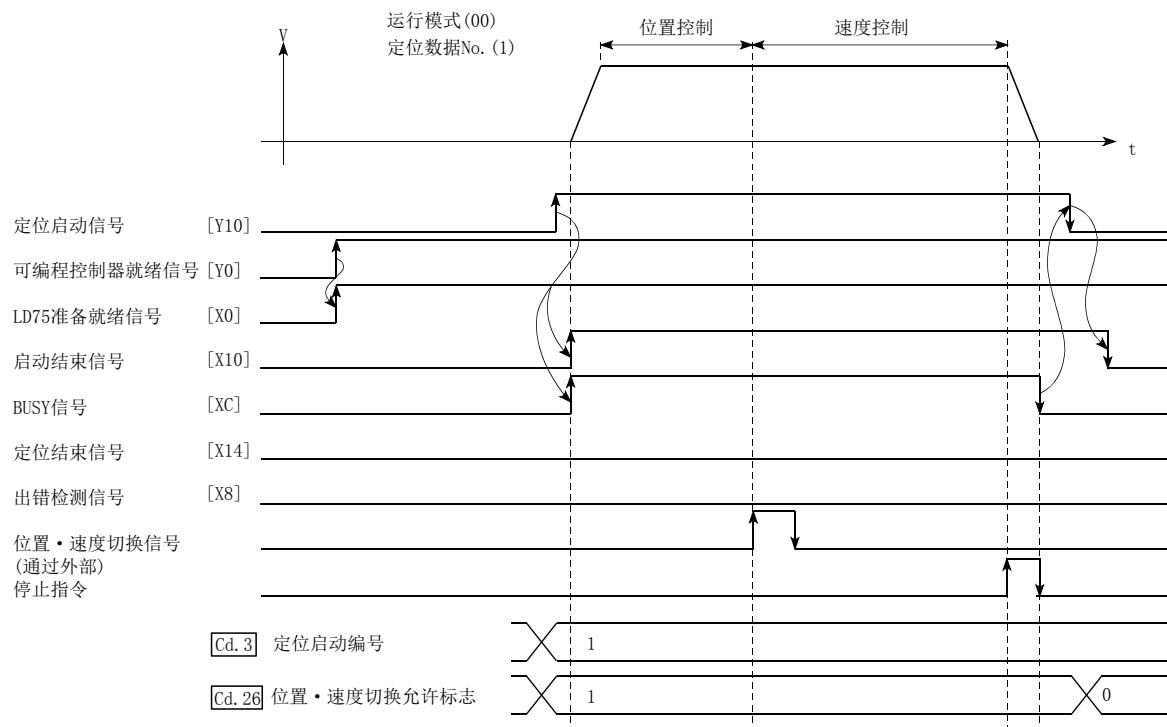 运行模式(00)
定位数据No.(1)
位置控制
速度控制
V
t
定位启动信号 [Y10]
可编程控制器就绪信号 [Y0]
LD75准备就绪信号 [X0]
启动结束信号 [X10]
BUSY信号 [XC]
定位结束信号 [X14]
出错检测信号 [X8]
位置·速度切换信号
(通过外部)
停止指令
Cd.3 定位启动编号 1
Cd.26 位置·速度切换允许标志 1 0